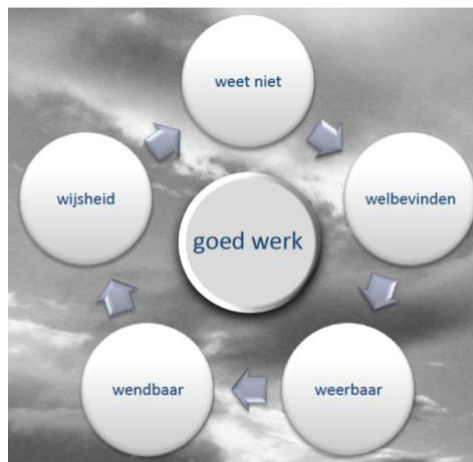 weet niet
welbevinden
weerbaar
wendbaar
wijsheid
goed werk